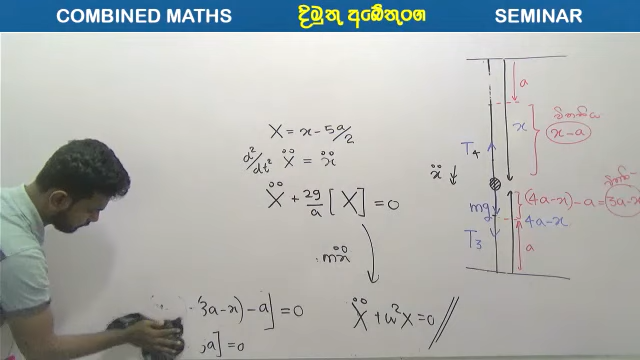 COMBINED MATHS
දිමුතු අබේතුංග
SEMINAR
X = x - 5a/2
d²/dt² Ẍ = ẍ
Ẍ + 2g/a [ X ] = 0
mẍ
3a-x) - a] = 0
a] = 0
Ẍ + ω²X = 0
a
x
x-a
T₄
ẍ
mg
T₃
(4a-x)-a = 3a-x
4a-x
a